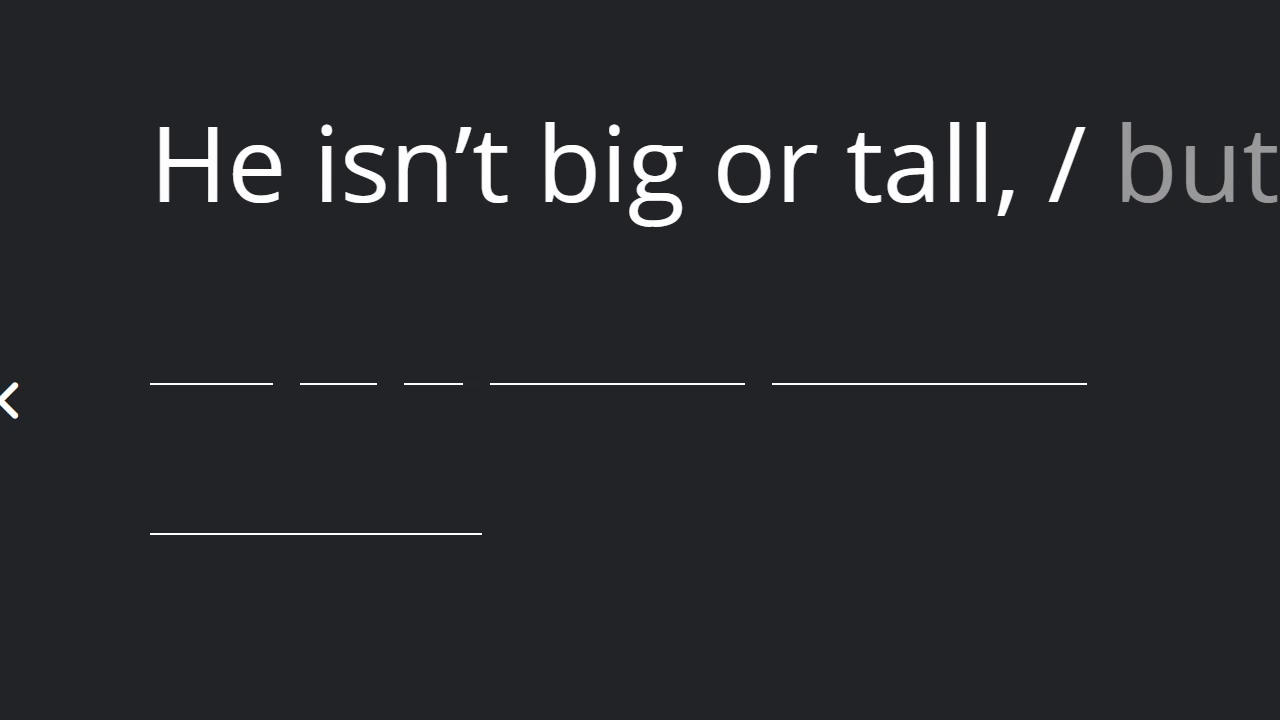 He isn’t big or tall, / but